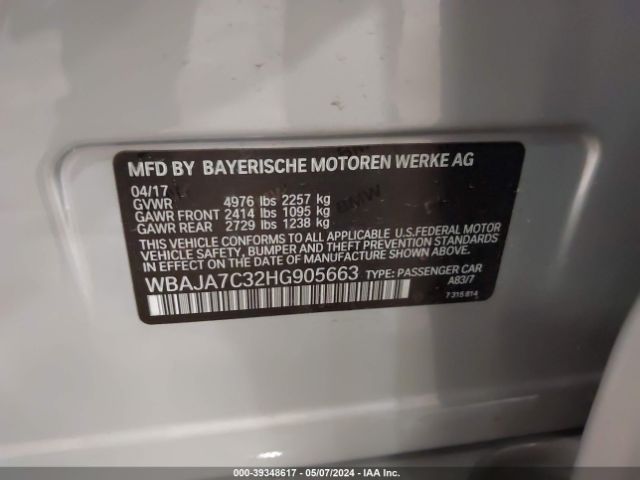 MFD BY BAYERISCHE MOTOREN WERKE AG
04/17
GVWR 4976 lbs 2257 kg
GAWR FRONT 2414 lbs 1095 kg
GAWR REAR 2729 lbs 1238 kg
BMW
THIS VEHICLE CONFORMS TO ALL APPLICABLE U.S.FEDERAL MOTOR
VEHICLE SAFETY, BUMPER, AND THEFT PREVENTION STANDARDS
IN EFFECT ON THE DATE OF MANUFACTURE SHOWN ABOVE.
WBAJA7C32HG905663 TYPE: PASSENGER CAR
A83/7
7 315 814
000-39348617 - 05/07/2024 - IAA Inc.